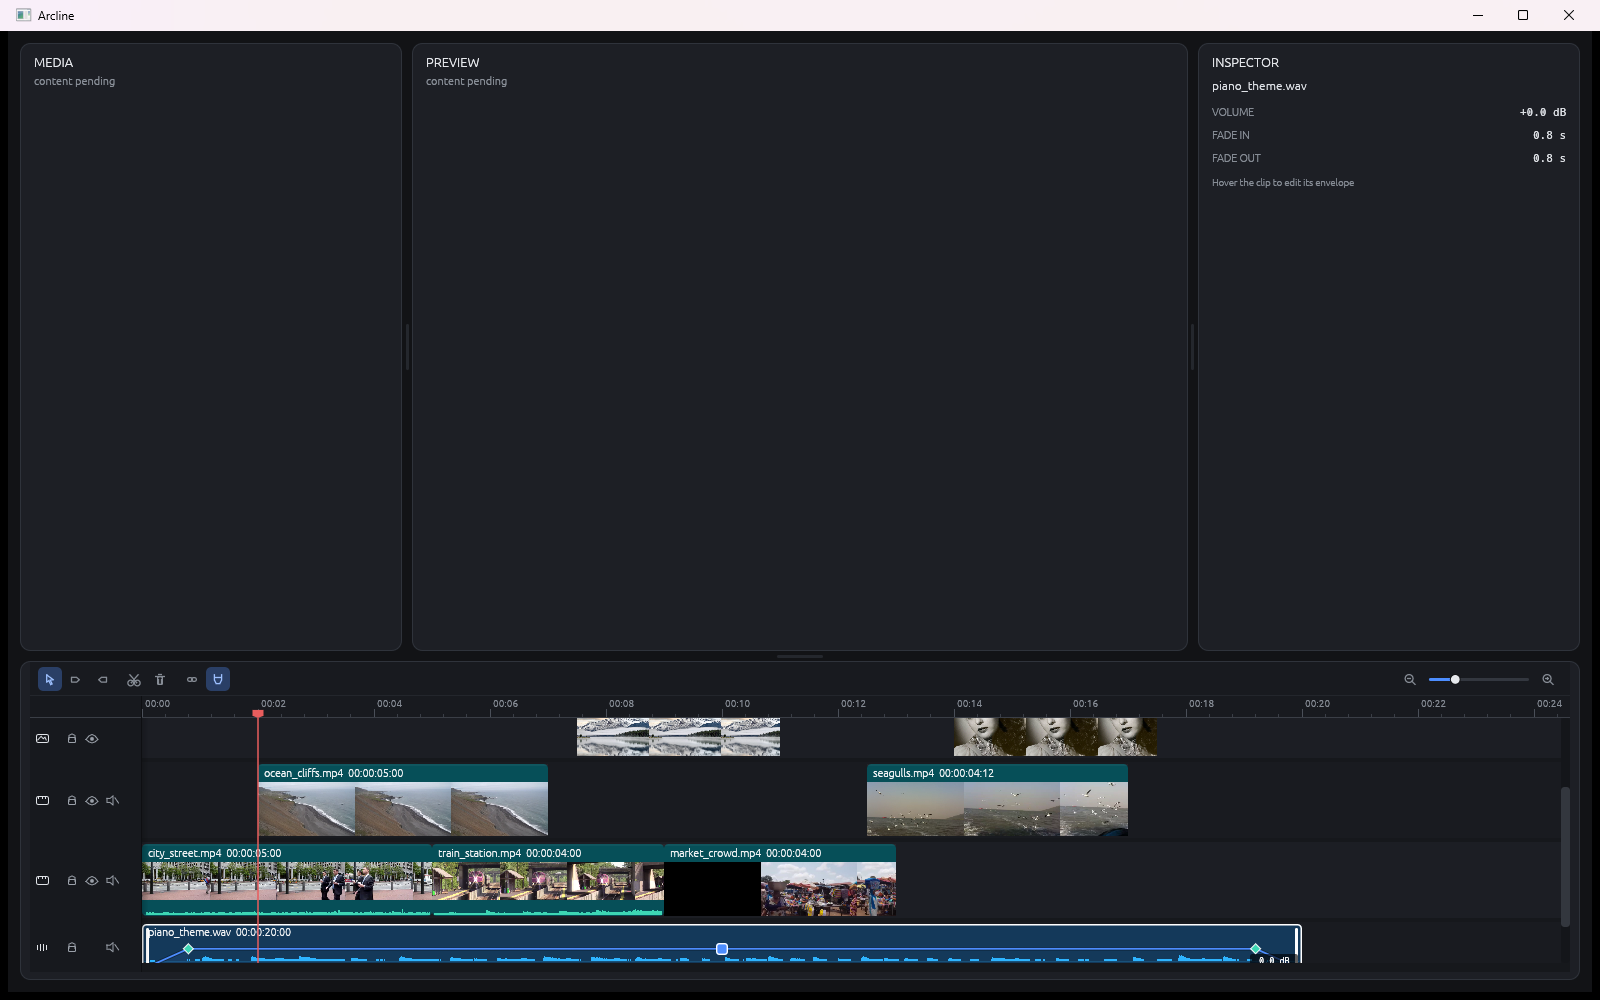 Arcline
MEDIA
content pending
PREVIEW
content pending
INSPECTOR
piano_theme.wav
VOLUME +0.0 dB
FADE IN 0.8 s
FADE OUT 0.8 s
Hover the clip to edit its envelope
00:00 00:02 00:04 00:06 00:08 00:10 00:12 00:14 00:16 00:18 00:20 00:22 00:24
ocean_cliffs.mp4 00:00:05:00 seagulls.mp4 00:00:04:12
city_street.mp4 00:00:05:00 train_station.mp4 00:00:04:00 market_crowd.mp4 00:00:04:00
piano_theme.wav 00:00:20:00
0.0 dB